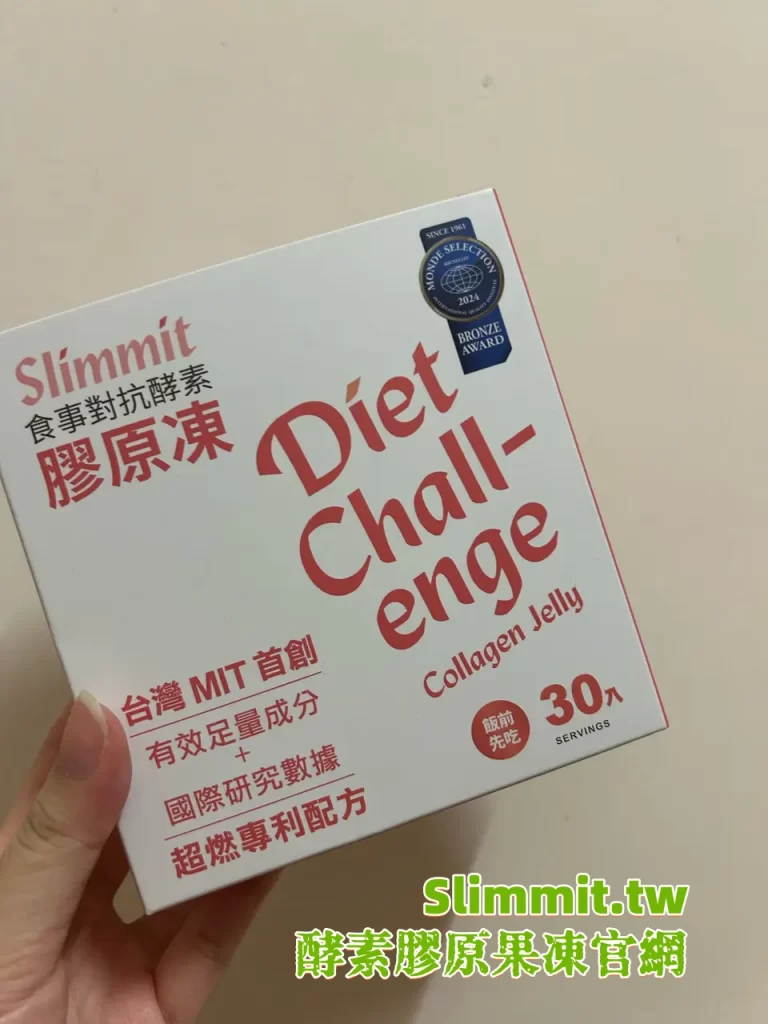 SINCE 1961
MONDE SELECTION
BRUXELLES
2024
BRONZE
AWARD
Slimmit
食事對抗酵素
膠原凍
Diet
Chall-
enge
Collagen Jelly
台灣 MIT 首創
有效足量成分
+
國際研究數據
超燃專利配方
飯前
先吃
30入
SERVINGS
Slimmit.tw
酵素膠原果凍官網